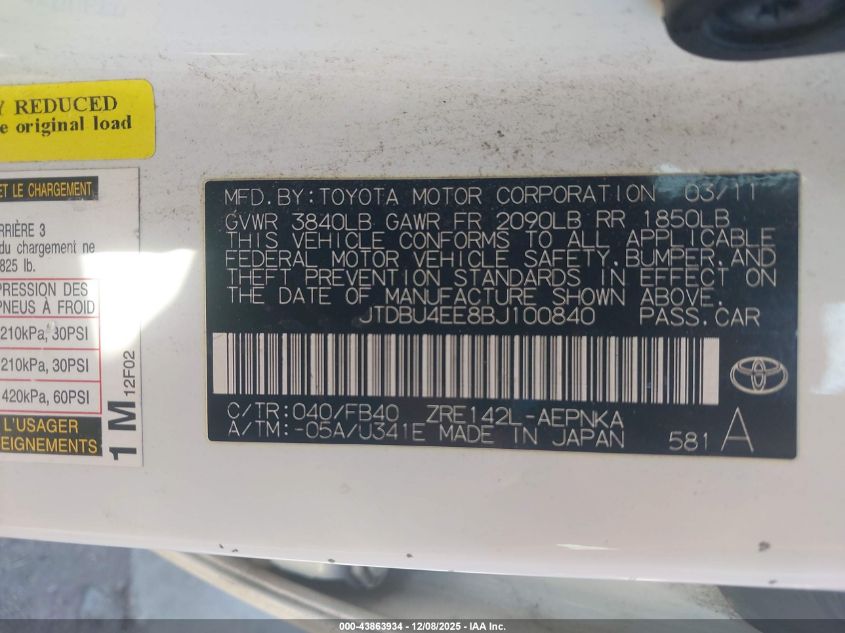 Y REDUCED
e original load
ET LE CHARGEMENT
ARRIÈRE 3
du chargement ne
825 lb.
PRESSION DES
PNEUS À FROID
210kPa, 30PSI
210kPa, 30PSI
420kPa, 60PSI
L'USAGER
1 M 12F02
MFD. BY: TOYOTA MOTOR CORPORATION 03/11
GVWR 3840LB GAWR FR 2090LB RR 1850LB
THIS VEHICLE CONFORMS TO ALL APPLICABLE
FEDERAL MOTOR VEHICLE SAFETY, BUMPER, AND
THEFT PREVENTION STANDARDS IN EFFECT ON
THE DATE OF MANUFACTURE SHOWN ABOVE.
JTDBU4EE8BJ100840 PASS. CAR
C/TR: 040/FB40 ZRE142L-AEPNKA
A/TM: -05A/U341E MADE IN JAPAN 581 A
000-43863934 - 12/08/2025 - IAA Inc.